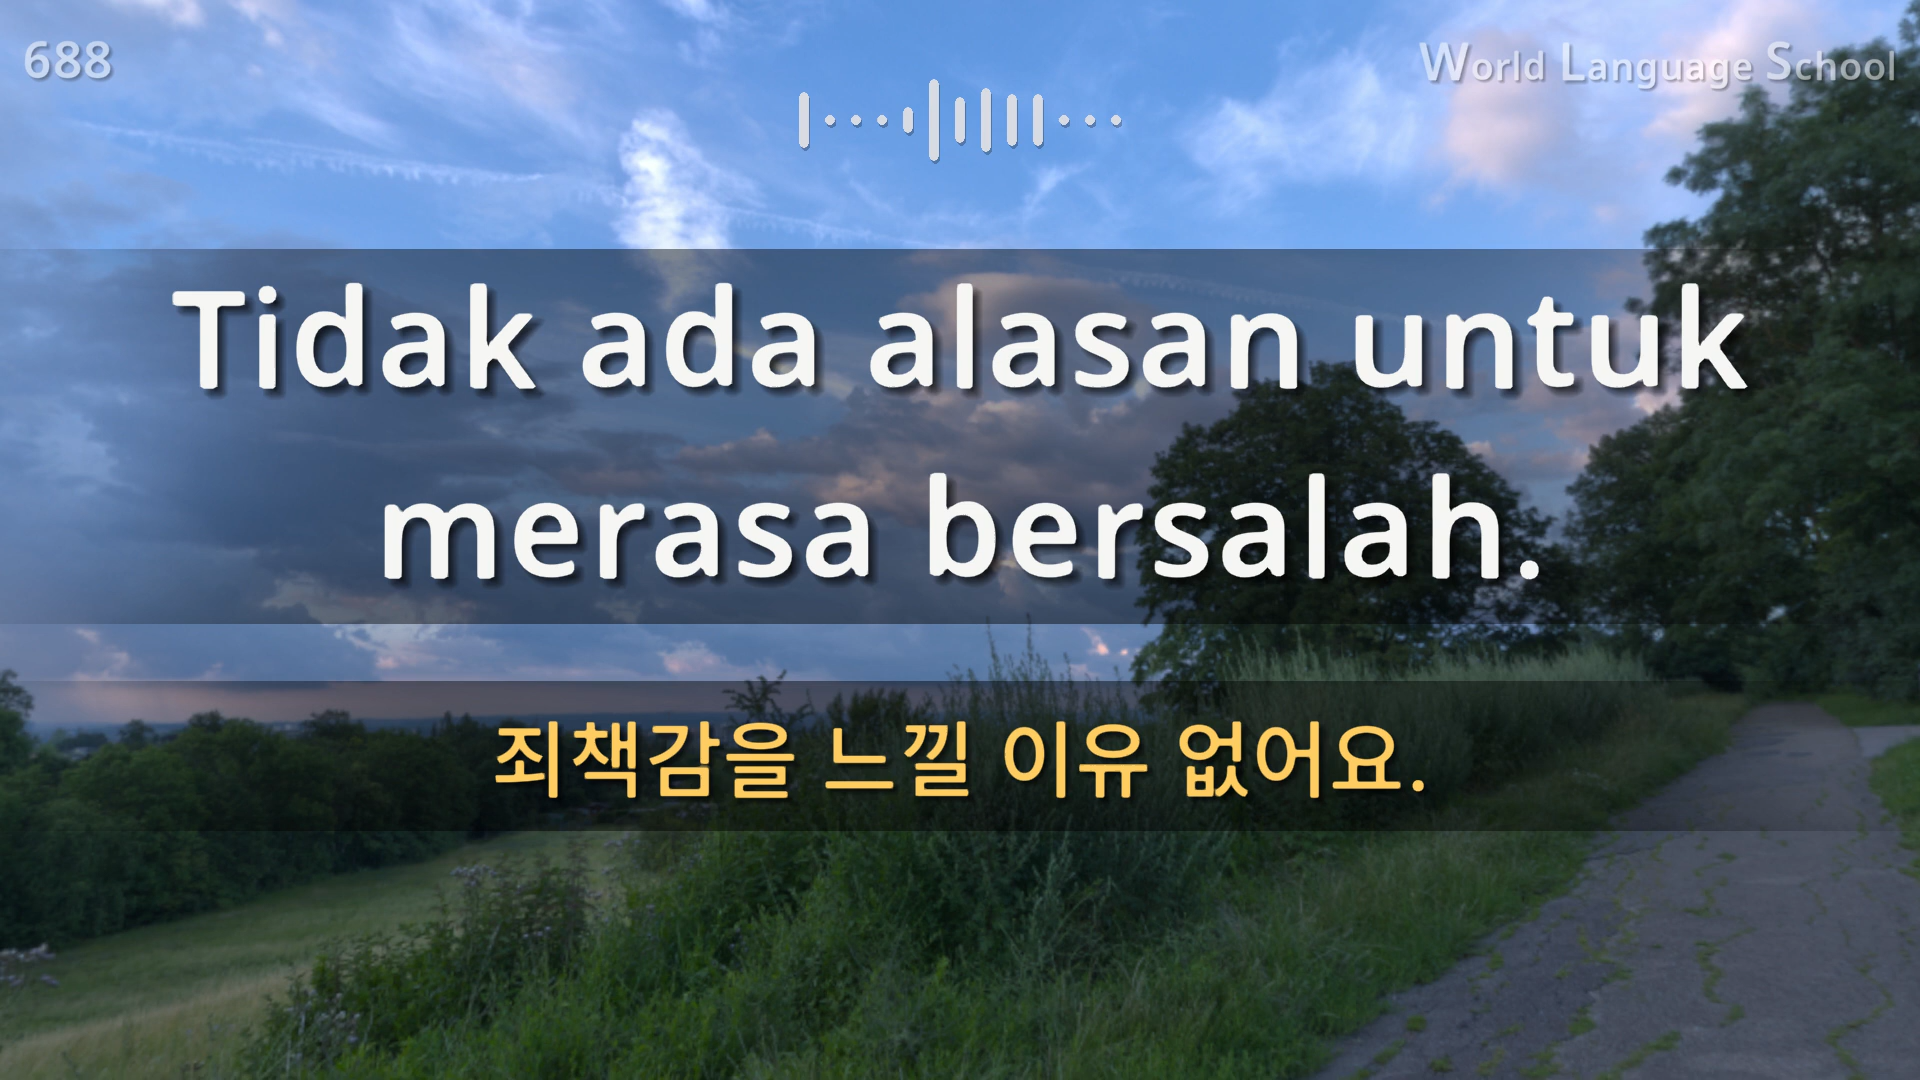 688
World Language School
Tidak ada alasan untuk
merasa bersalah.
죄책감을 느낄 이유 없어요.